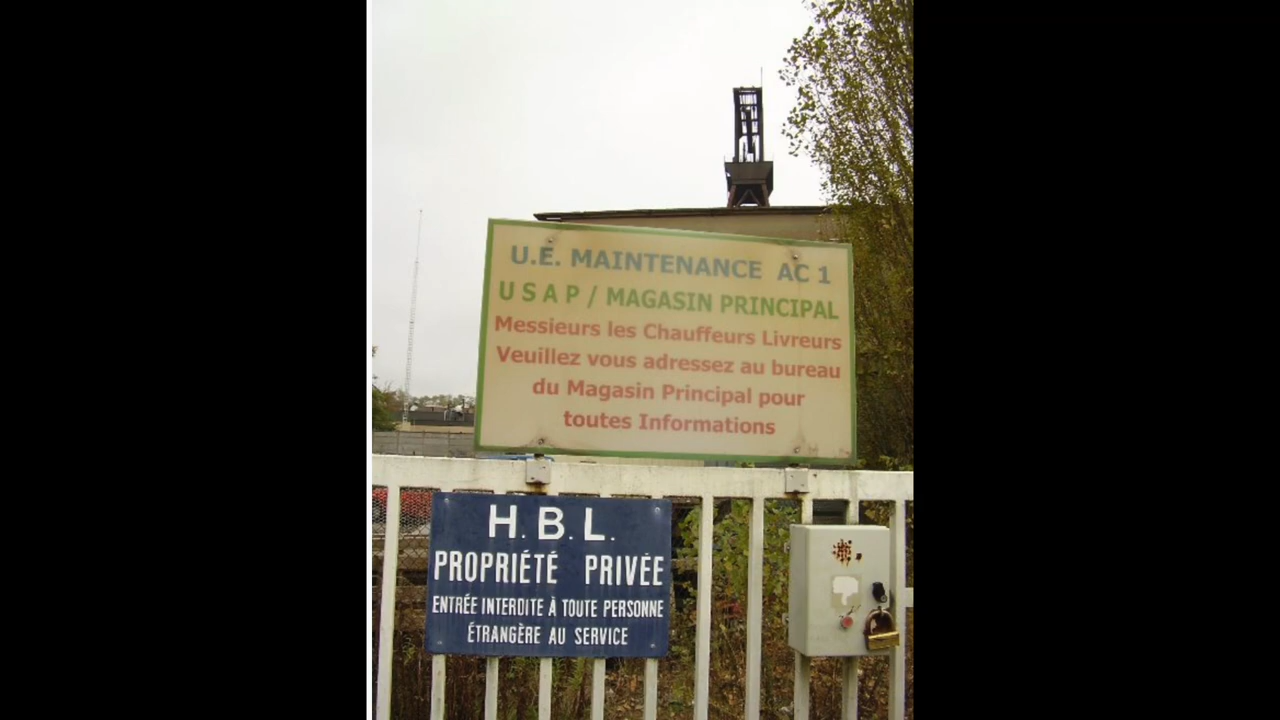 U.E. MAINTENANCE AC 1
U S A P / MAGASIN PRINCIPAL
Messieurs les Chauffeurs Livreurs
Veuillez vous adressez au bureau
du Magasin Principal pour
toutes Informations
H.B.L.
PROPRIÉTÉ PRIVÉE
ENTRÉE INTERDITE À TOUTE PERSONNE
ÉTRANGÈRE AU SERVICE